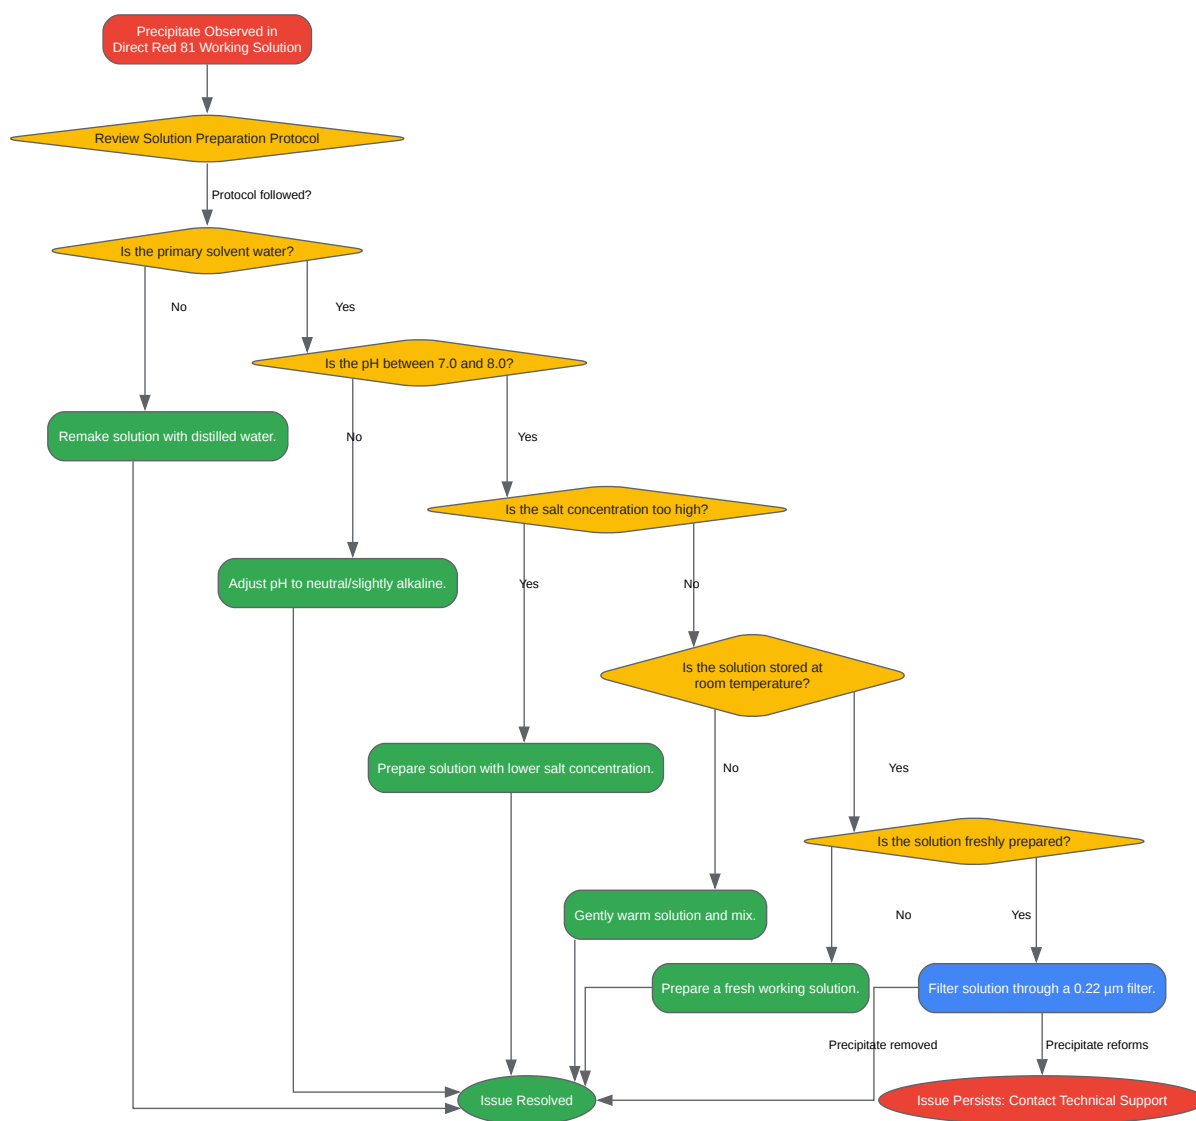 Precipitate Observed in
Direct Red 81 Working Solution
Review Solution Preparation Protocol
Protocol followed?
Is the primary solvent water?
No
Yes
Is the pH between 7.0 and 8.0?
Remake solution with distilled water.
No
Yes
Is the salt concentration too high?
Adjust pH to neutral/slightly alkaline.
Yes
No
Is the solution stored at
room temperature?
Prepare solution with lower salt concentration.
No
Yes
Is the solution freshly prepared?
Gently warm solution and mix.
No
Yes
Prepare a fresh working solution.
Filter solution through a 0.22 µm filter.
Precipitate removed
Precipitate reforms
Issue Resolved
Issue Persists: Contact Technical Support